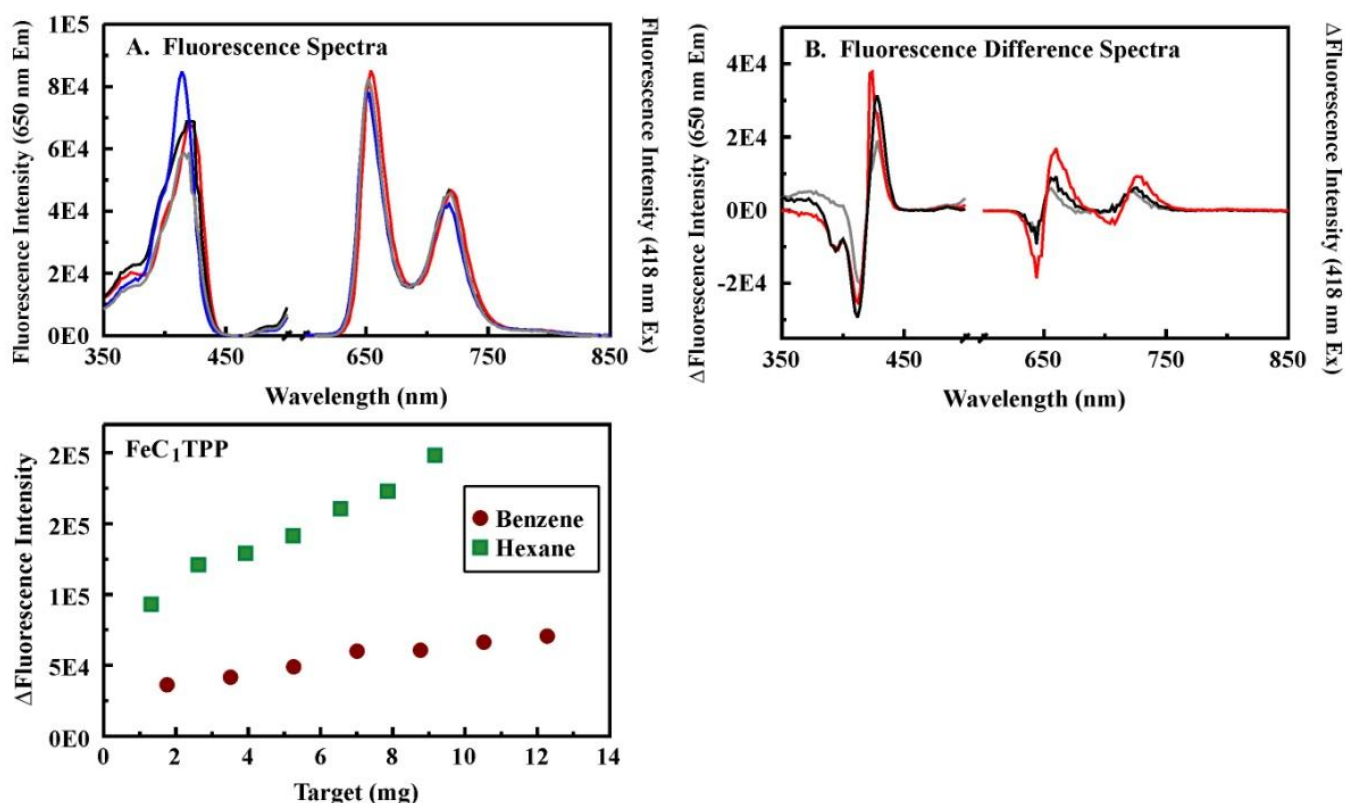 A. Fluorescence Spectra
Fluorescence Intensity (650 nm Em)
1E5
8E4
6E4
4E4
2E4
0E0
350
450
650
750
850
Wavelength (nm)
Fluorescence Intensity (418 nm Ex)
B. Fluorescence Difference Spectra
ΔFluorescence Intensity (650 nm Em)
4E4
2E4
0E0
-2E4
350
450
650
750
850
Wavelength (nm)
ΔFluorescence Intensity (418 nm Ex)
FeC₁TPP
ΔFluorescence Intensity
2E5
2E5
1E5
5E4
0E0
Benzene
Hexane
0
2
4
6
8
10
12
14
Target (mg)